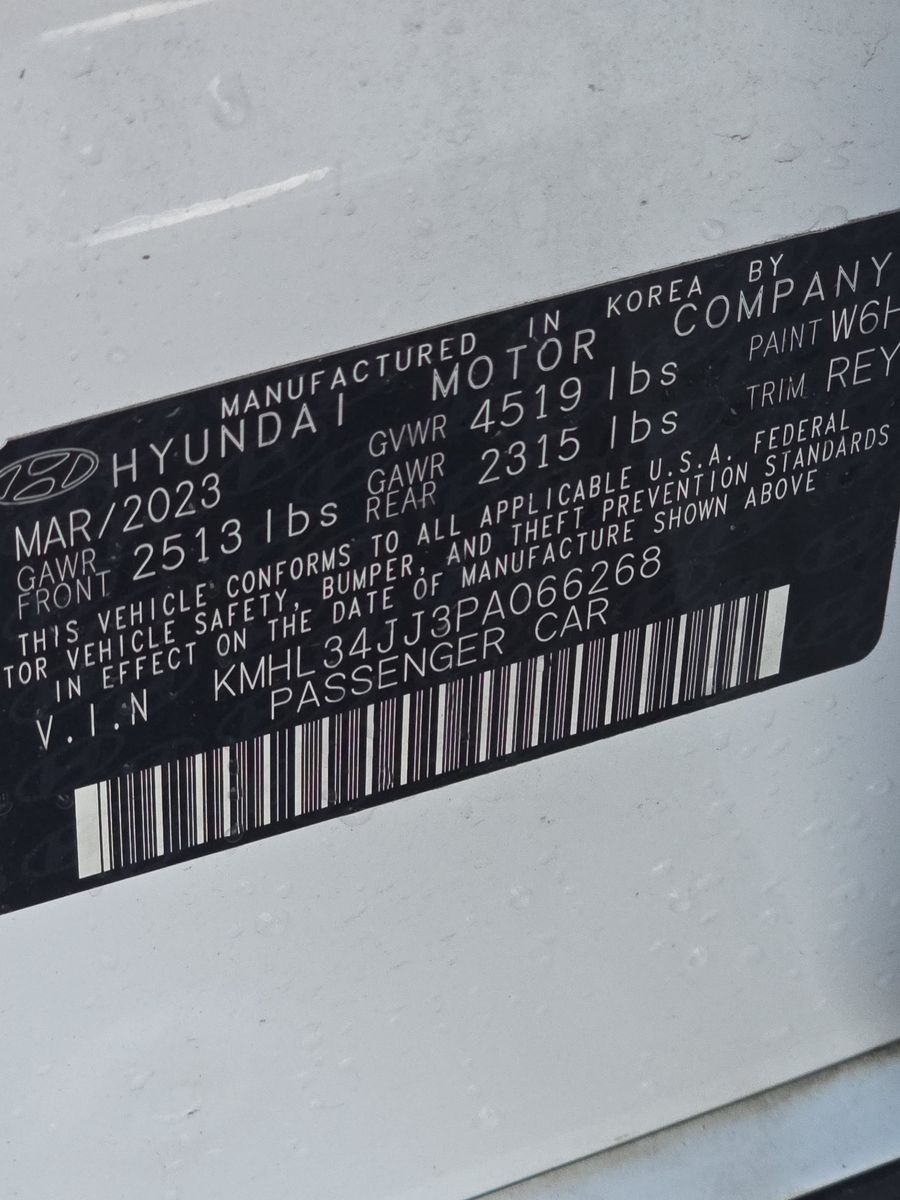 MANUFACTURED IN KOREA BY
HYUNDAI MOTOR COMPANY
MAR/2023 GVWR 4519 lbs PAINT W6H
GAWR FRONT 2513 lbs GAWR REAR 2315 lbs TRIM REY
THIS VEHICLE CONFORMS TO ALL APPLICABLE U.S.A. FEDERAL
TOR VEHICLE SAFETY, BUMPER, AND THEFT PREVENTION STANDARDS
IN EFFECT ON THE DATE OF MANUFACTURE SHOWN ABOVE
V.I.N KMHL34JJ3PA066268
PASSENGER CAR